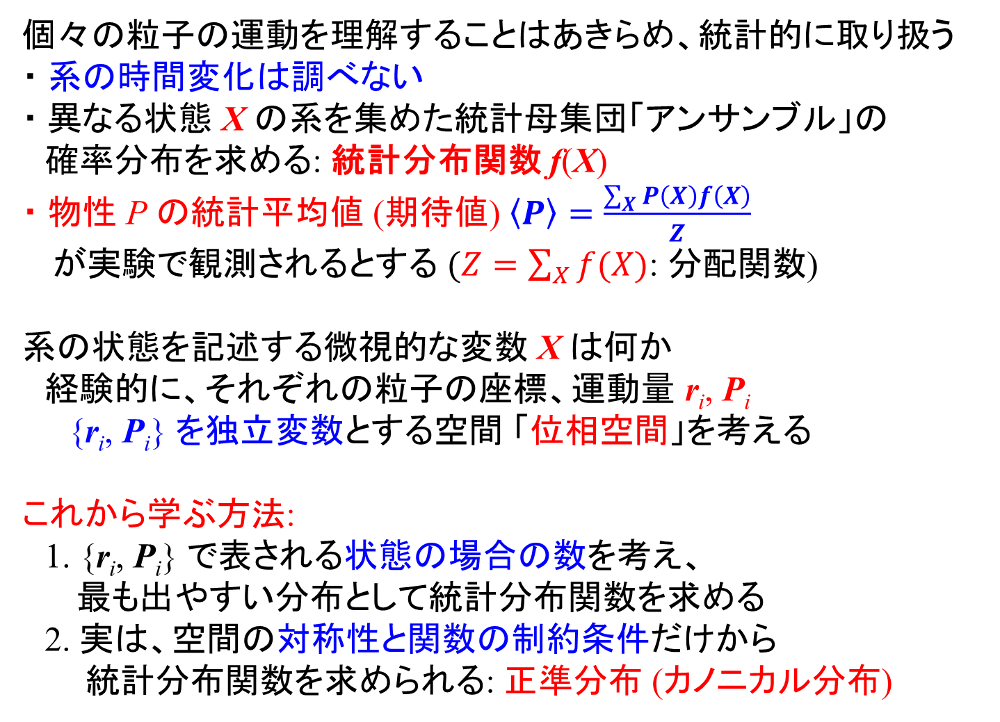 個々の粒子の運動を理解することはあきらめ、統計的に取り扱う
・ 系の時間変化は調べない
・ 異なる状態 X の系を集めた統計母集団「アンサンブル」の
確率分布を求める: 統計分布関数 f(X)
・ 物性 P の統計平均値 (期待値) ⟨P⟩ = ∑_X P(X)f(X) / Z
が実験で観測されるとする (Z = ∑_X f(X): 分配関数)
系の状態を記述する微視的な変数 X は何か
経験的に、それぞれの粒子の座標、運動量 r_i, P_i
{r_i, P_i} を独立変数とする空間 「位相空間」を考える
これから学ぶ方法:
1. {r_i, P_i} で表される状態の場合の数を考え、
最も出やすい分布として統計分布関数を求める
2. 実は、空間の対称性と関数の制約条件だけから
統計分布関数を求められる: 正準分布 (カノニカル分布)